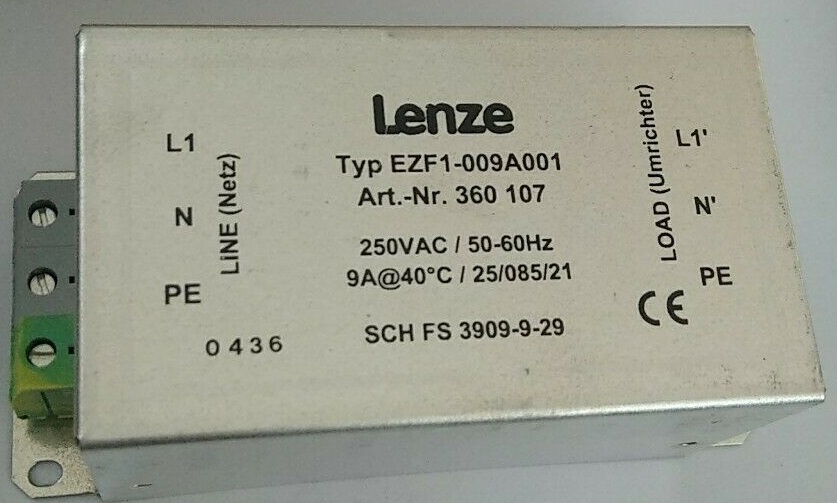 Lenze
Typ EZF1-009A001
Art.-Nr. 360 107
250VAC / 50-60Hz
9A@40°C / 25/085/21
SCH FS 3909-9-29
L1
N
PE
LiNE (Netz)
0436
LOAD (Umrichter)
L1'
N'
PE
CE